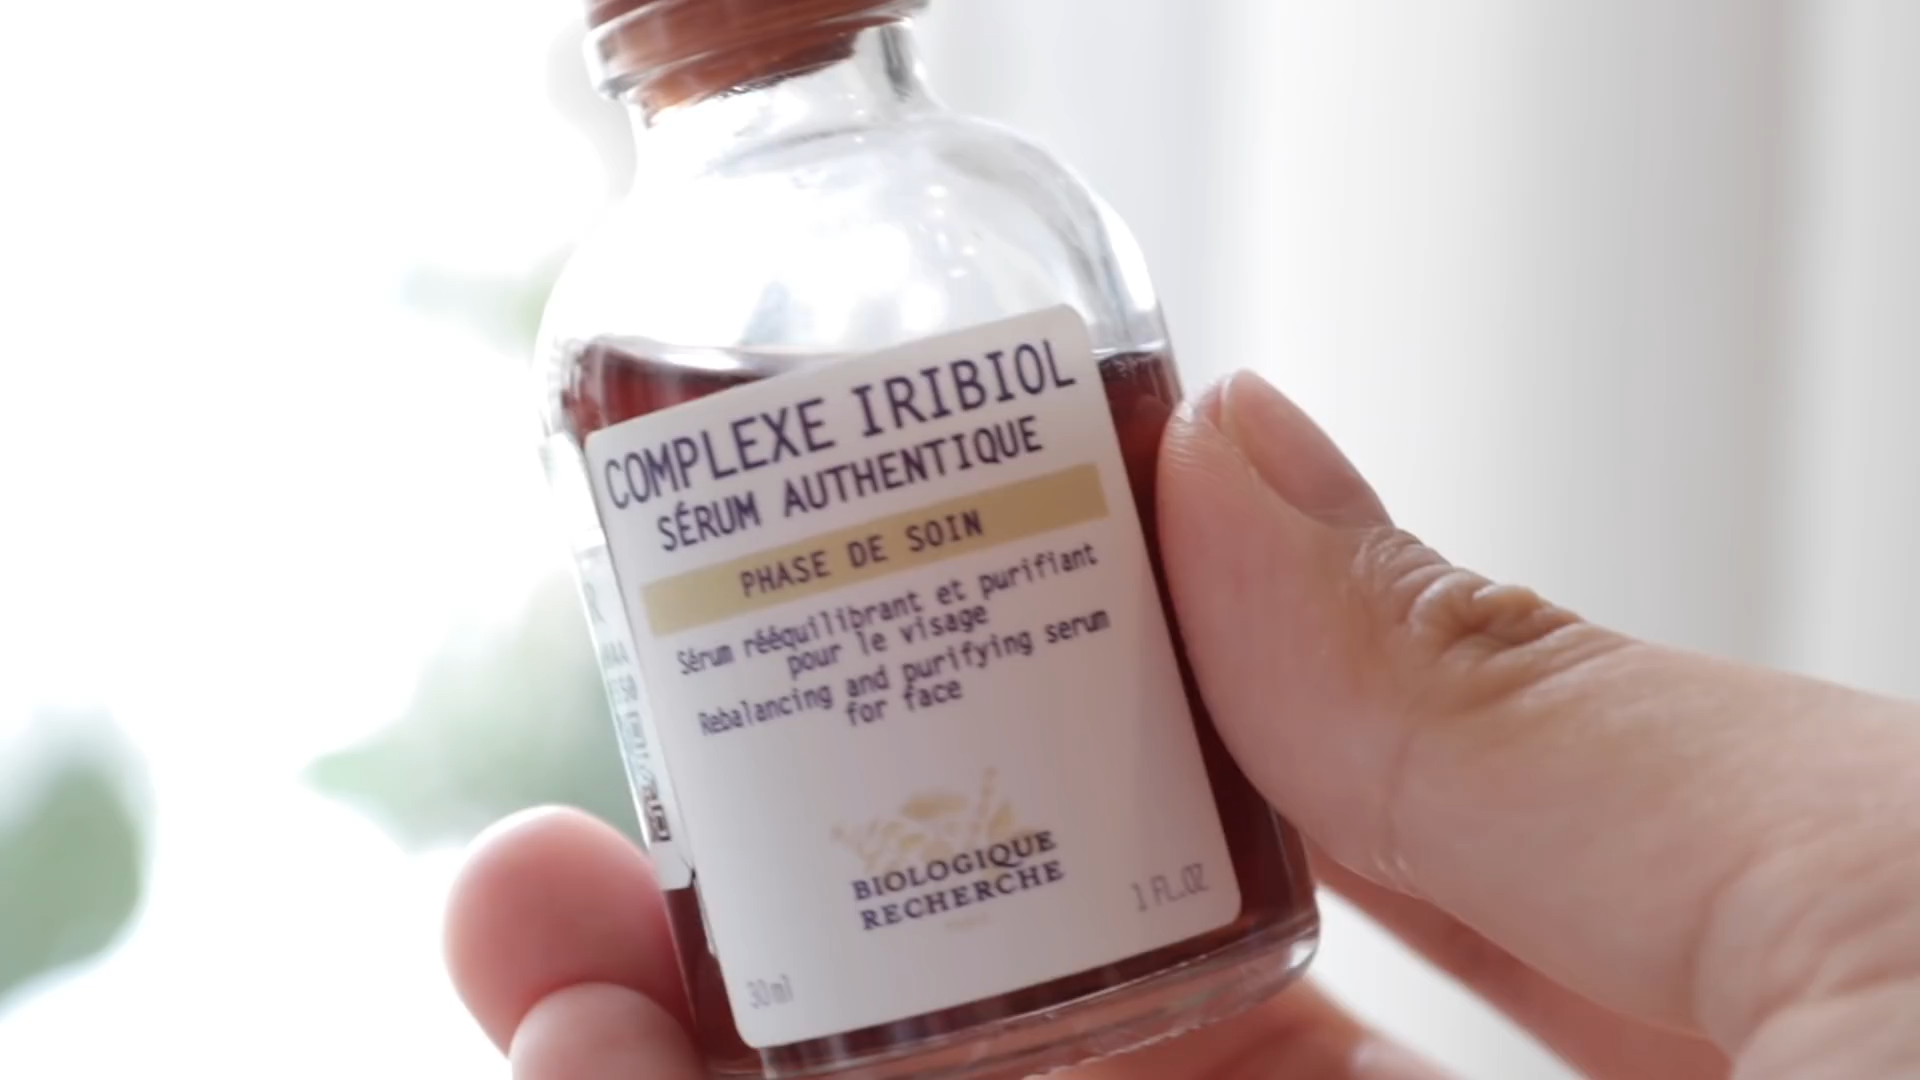 COMPLEXE IRIBIOL
SÉRUM AUTHENTIQUE
PHASE DE SOIN
Sérum rééquilibrant et purifiant
pour le visage
Rebalancing and purifying serum
for face
BIOLOGIQUE
RECHERCHE
30ml
1 FL.OZ